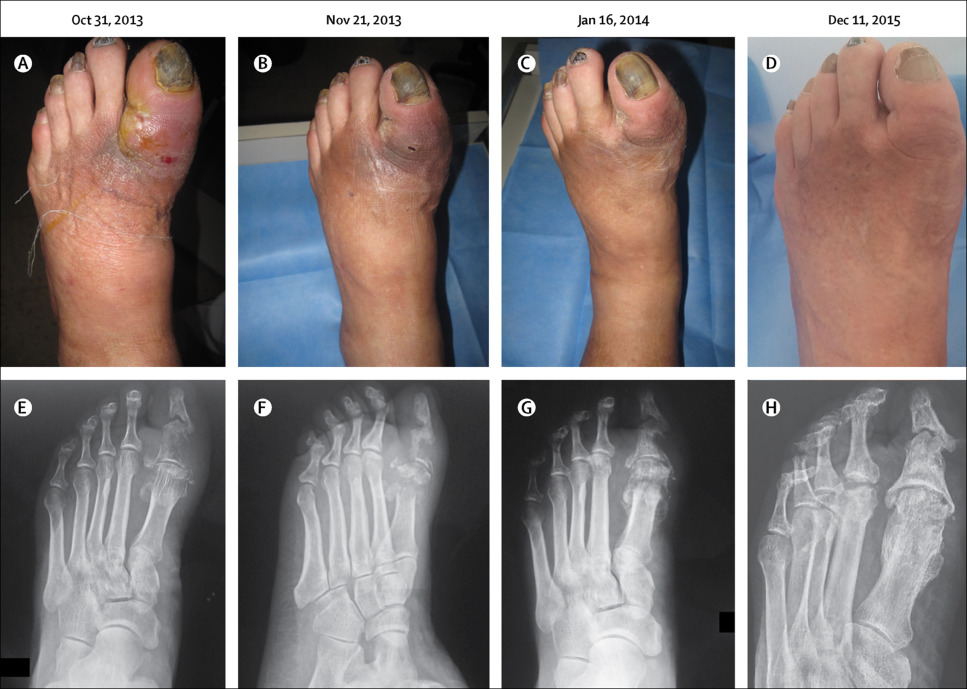 Oct 31, 2013
Nov 21, 2013
Jan 16, 2014
Dec 11, 2015
A
B
C
D
E
F
G
H